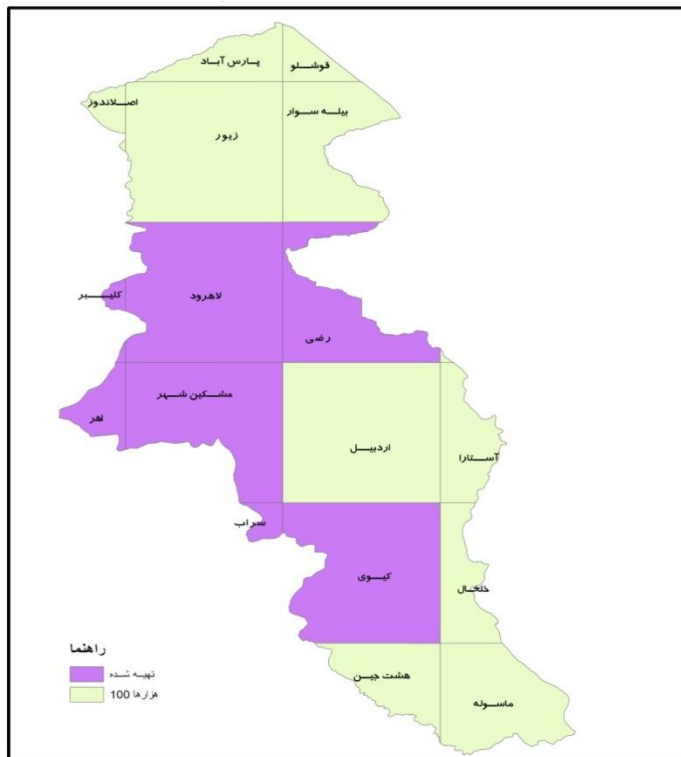 پارس آباد
قوشلو
اصلاندوز
بیله سوار
زیور
کلیبر
لاهرود
رضی
مشکین شهر
اهر
اردبیل
آستارا
سراب
کیوی
خلخال
هشت جین
ماسوله
راهنما
تهیه شده
هزارها 100